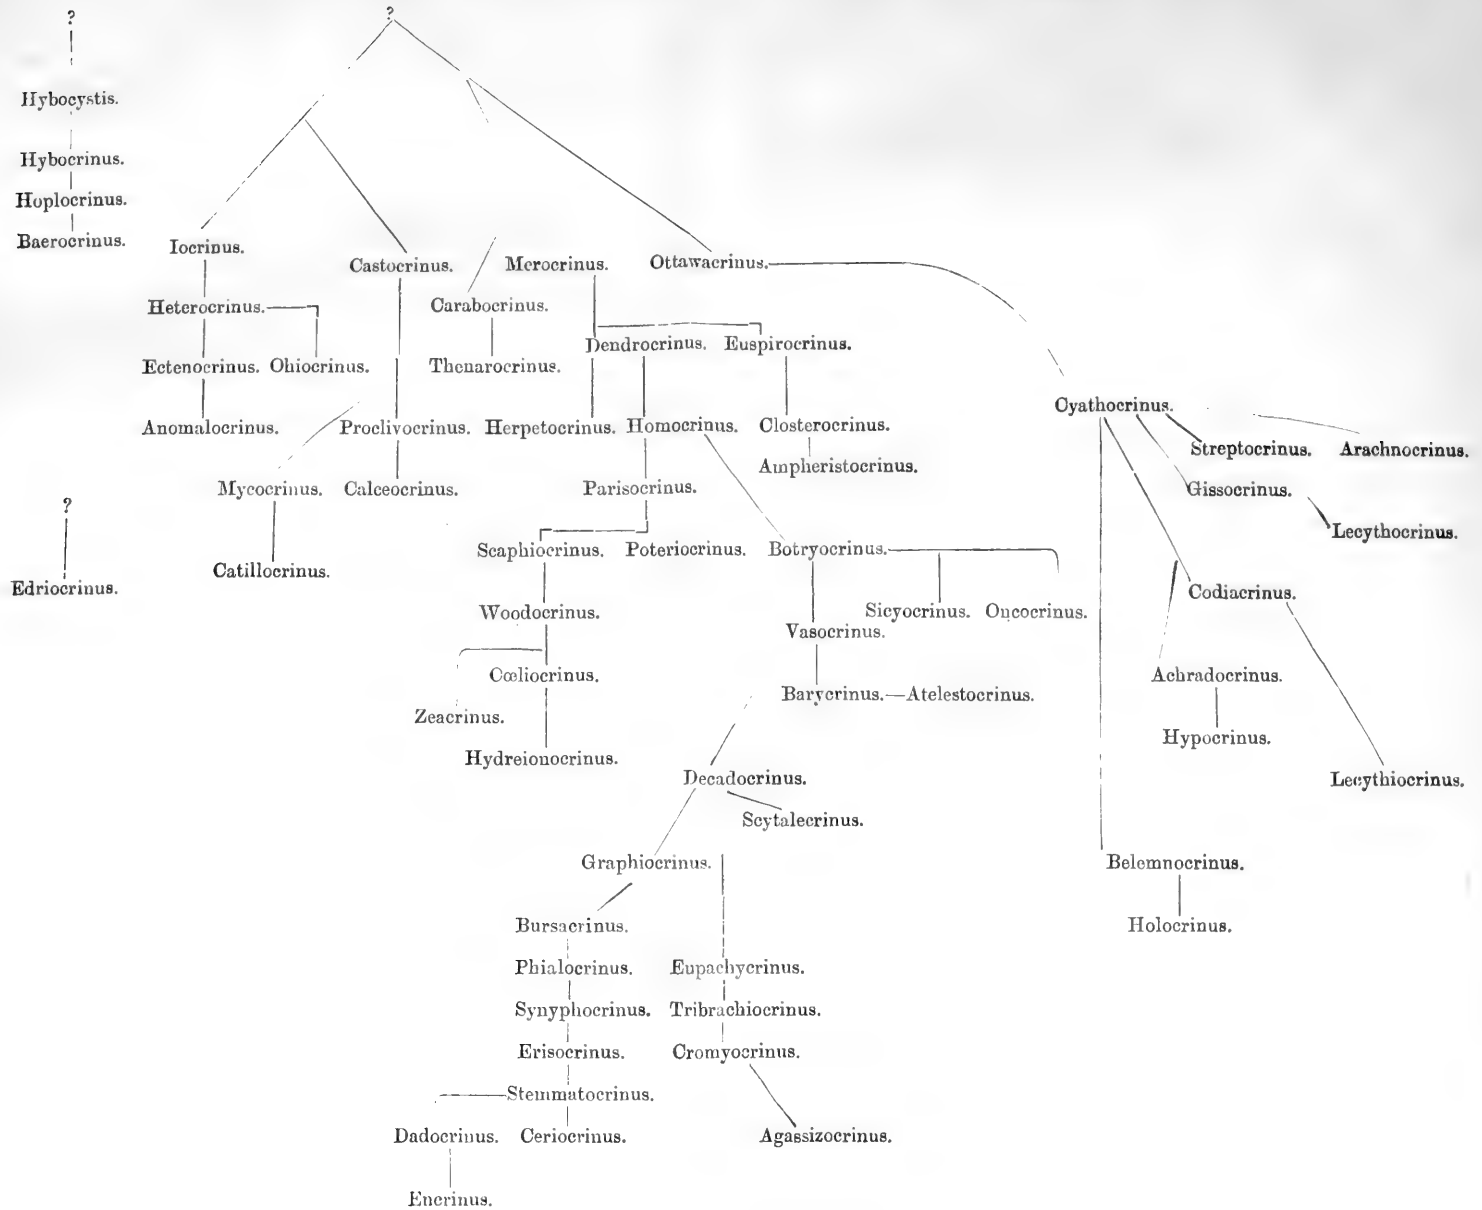 ? ?
Hybocystis.
Hybocrinus.
Hoplocrinus.
Baerocrinus. Iocrinus.
Castocrinus. Merocrinus. Ottawacrinus.
Heterocrinus. Carabocrinus.
Dendrocrinus. Euspirocrinus.
Ectenocrinus. Ohiocrinus. Thenarocrinus.
Cyathocrinus.
Anomalocrinus. Proclivocrinus. Herpetocrinus. Homocrinus. Closterocrinus.
Streptocrinus. Arachnocrinus.
Ampheristocrinus.
Mycocrinus. Calceocrinus. Parisocrinus. Gissocrinus.
?
Lecythocrinus.
Scaphiocrinus. Poteriocrinus. Botryocrinus.
Catillocrinus.
Edriocrinus. Codiacrinus.
Woodocrinus. Sicyocrinus. Oncocrinus.
Vasocrinus.
Cœliocrinus. Achradocrinus.
Barycrinus.—Atelestocrinus.
Zeacrinus.
Hypocrinus.
Hydreionocrinus.
Decadocrinus. Lecythiocrinus.
Scytalecrinus.
Graphiocrinus. Belemnocrinus.
Bursacrinus. Holocrinus.
Phialocrinus. Eupachycrinus.
Synyphocrinus. Tribrachiocrinus.
Erisocrinus. Cromyocrinus.
Stemmatocrinus.
Dadocrinus. Ceriocrinus. Agassizocrinus.
Encrinus.